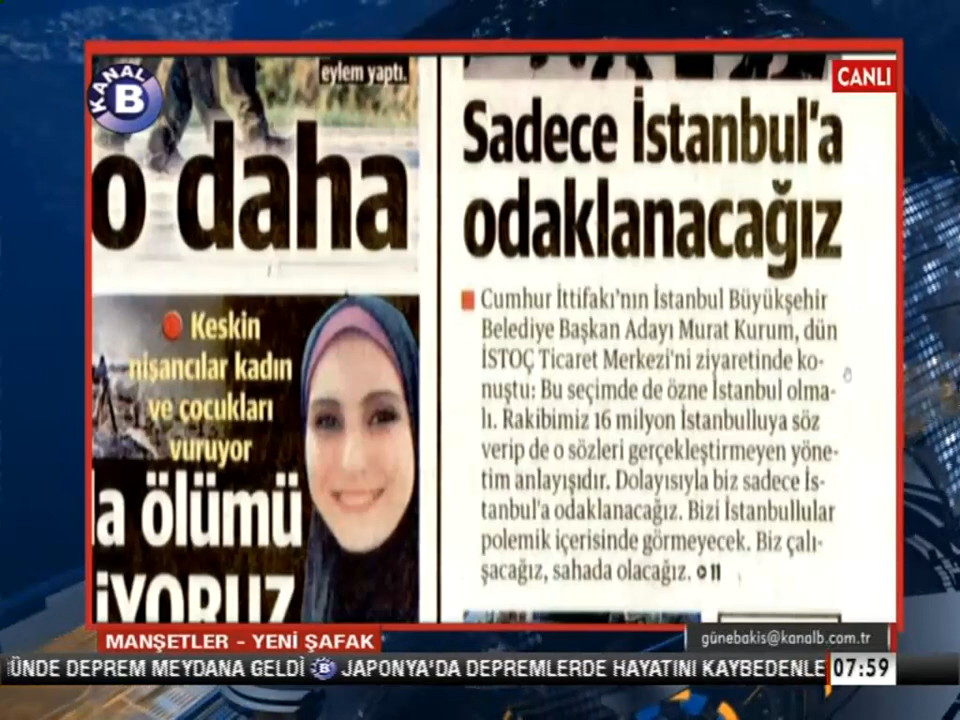 KANAL B
eylem yaptı.
CANLI
o daha
Keskin
nişancılar kadın
ve çocukları
vuruyor
a ölümü
iYORUZ
Sadece İstanbul'a
odaklanacağız
Cumhur İttifakı'nın İstanbul Büyükşehir
Belediye Başkan Adayı Murat Kurum, dün
İSTOÇ Ticaret Merkezi'ni ziyaretinde ko-
nuştu: Bu seçimde de özne İstanbul olma-
lı. Rakibimiz 16 milyon İstanbulluya söz
verip de o sözleri gerçekleştirmeyen yöne-
tim anlayışıdır. Dolayısıyla biz sadece İs-
tanbul'a odaklanacağız. Bizi İstanbullular
polemik içerisinde görmeyecek. Biz çalı-
şacağız, sahada olacağız. 11
MANŞETLER - YENİ ŞAFAK
günebakis@kanalb.com.tr
ÜNDE DEPREM MEYDANA GELDİ B JAPONYA'DA DEPREMLERDE HAYATINI KAYBEDENLE
07:59